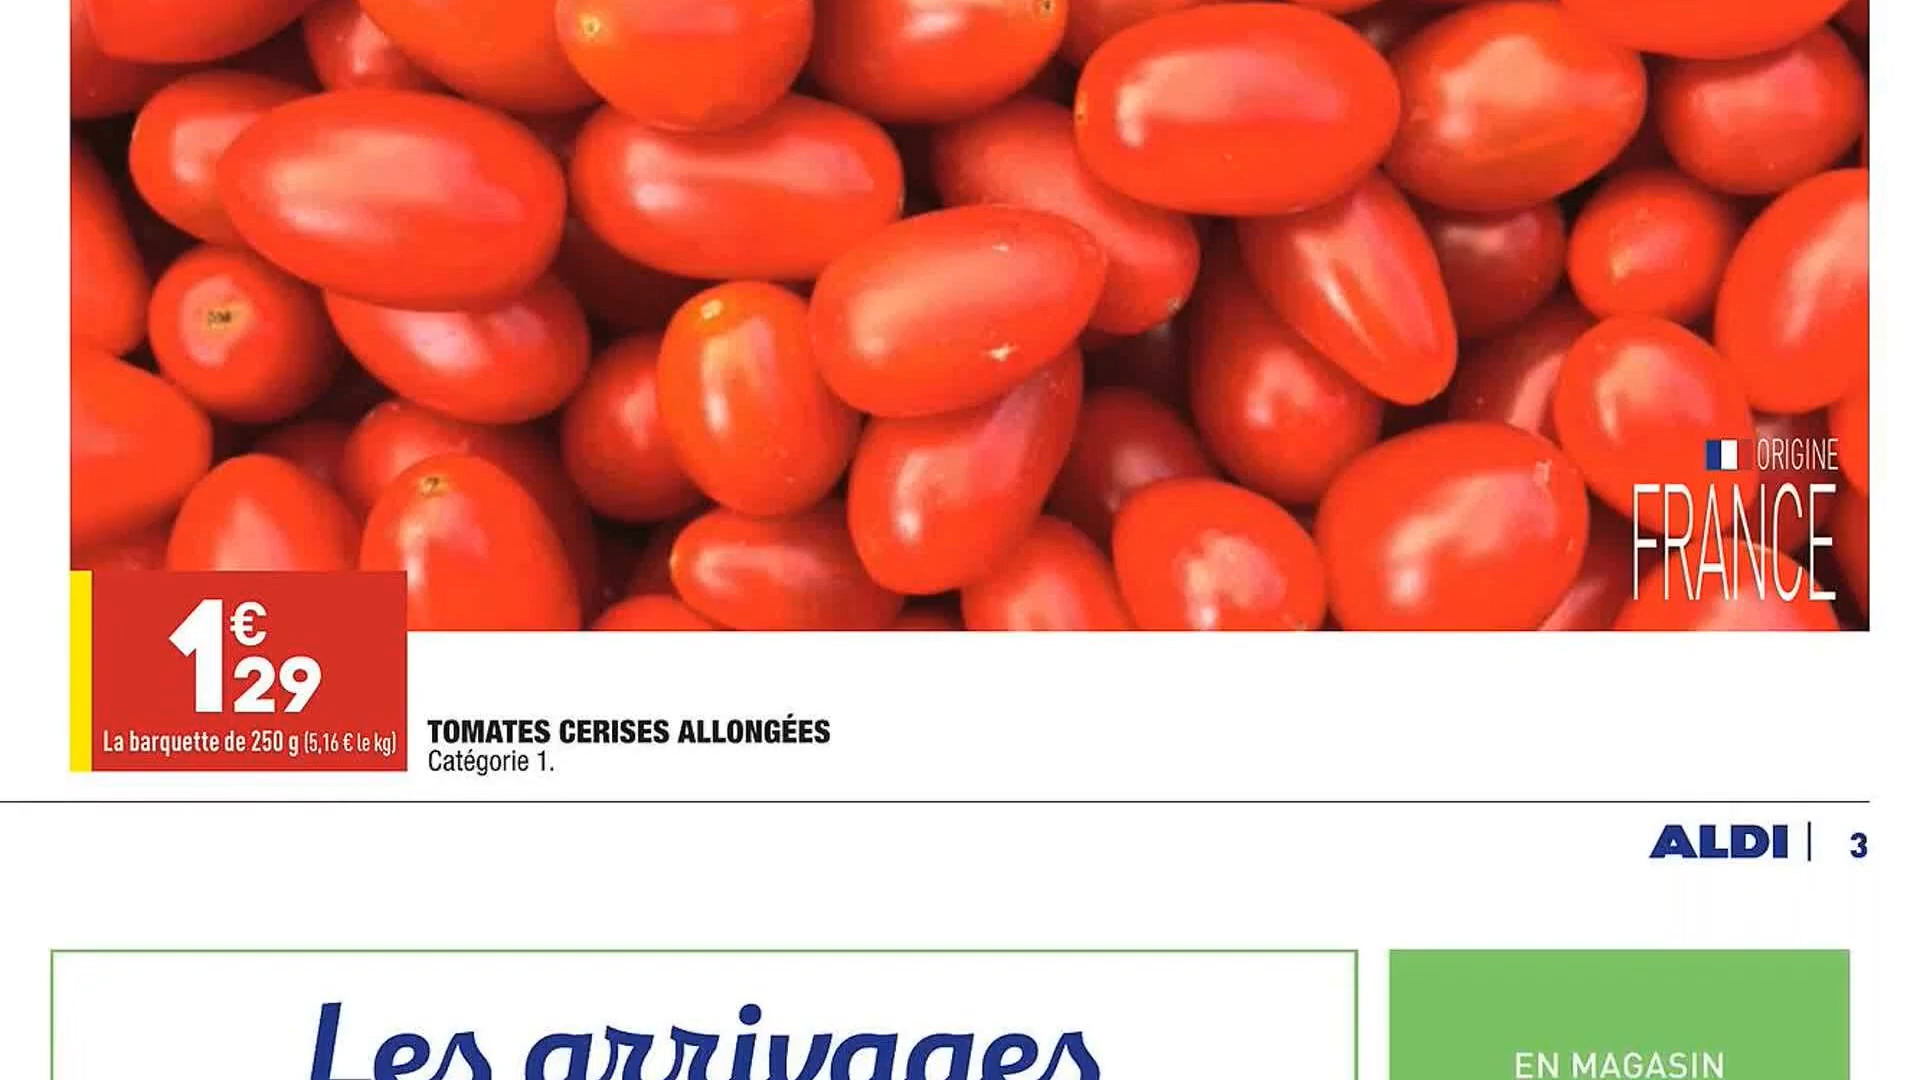 ORIGINE
FRANCE
1€29
La barquette de 250 g (5,16 € le kg)
TOMATES CERISES ALLONGÉES
Catégorie 1.
ALDI | 3
Les arrivages
EN MAGASIN